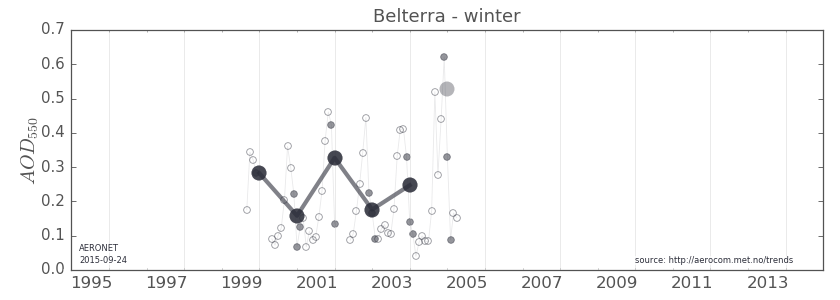 Belterra - winter
0.7
0.6
0.5
0.4
0.3
0.2
0.1
0.0
AOD550
AERONET
2015-09-24
source: http://aerocom.met.no/trends
1995 1997 1999 2001 2003 2005 2007 2009 2011 2013